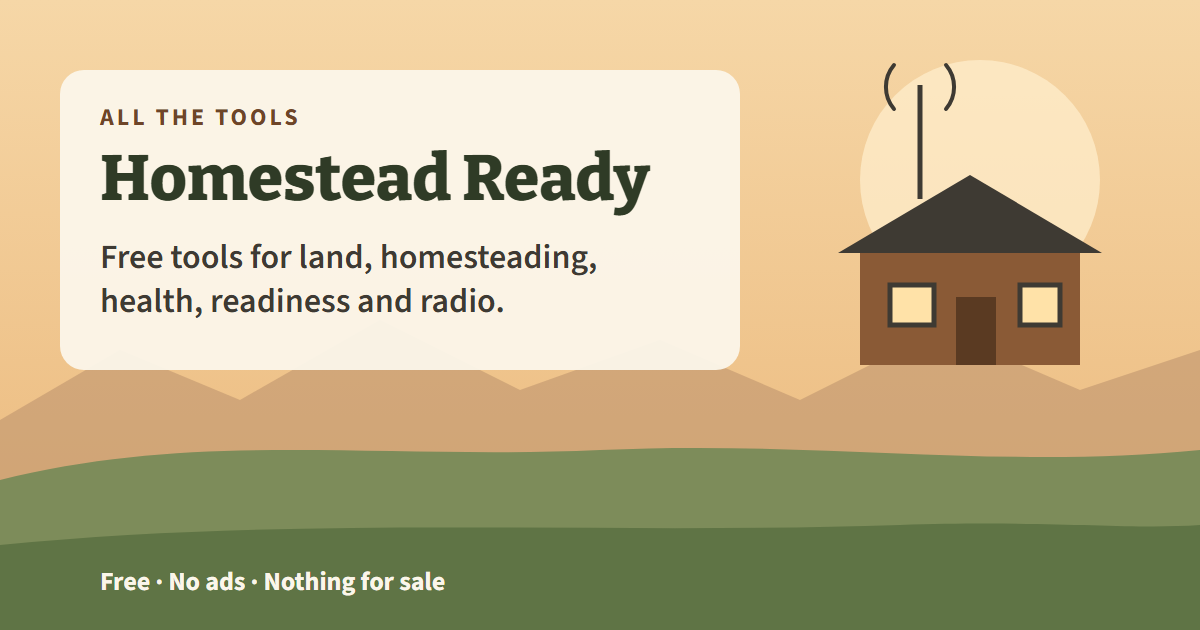 ALL THE TOOLS
Homestead Ready
Free tools for land, homesteading,
health, readiness and radio.
Free · No ads · Nothing for sale